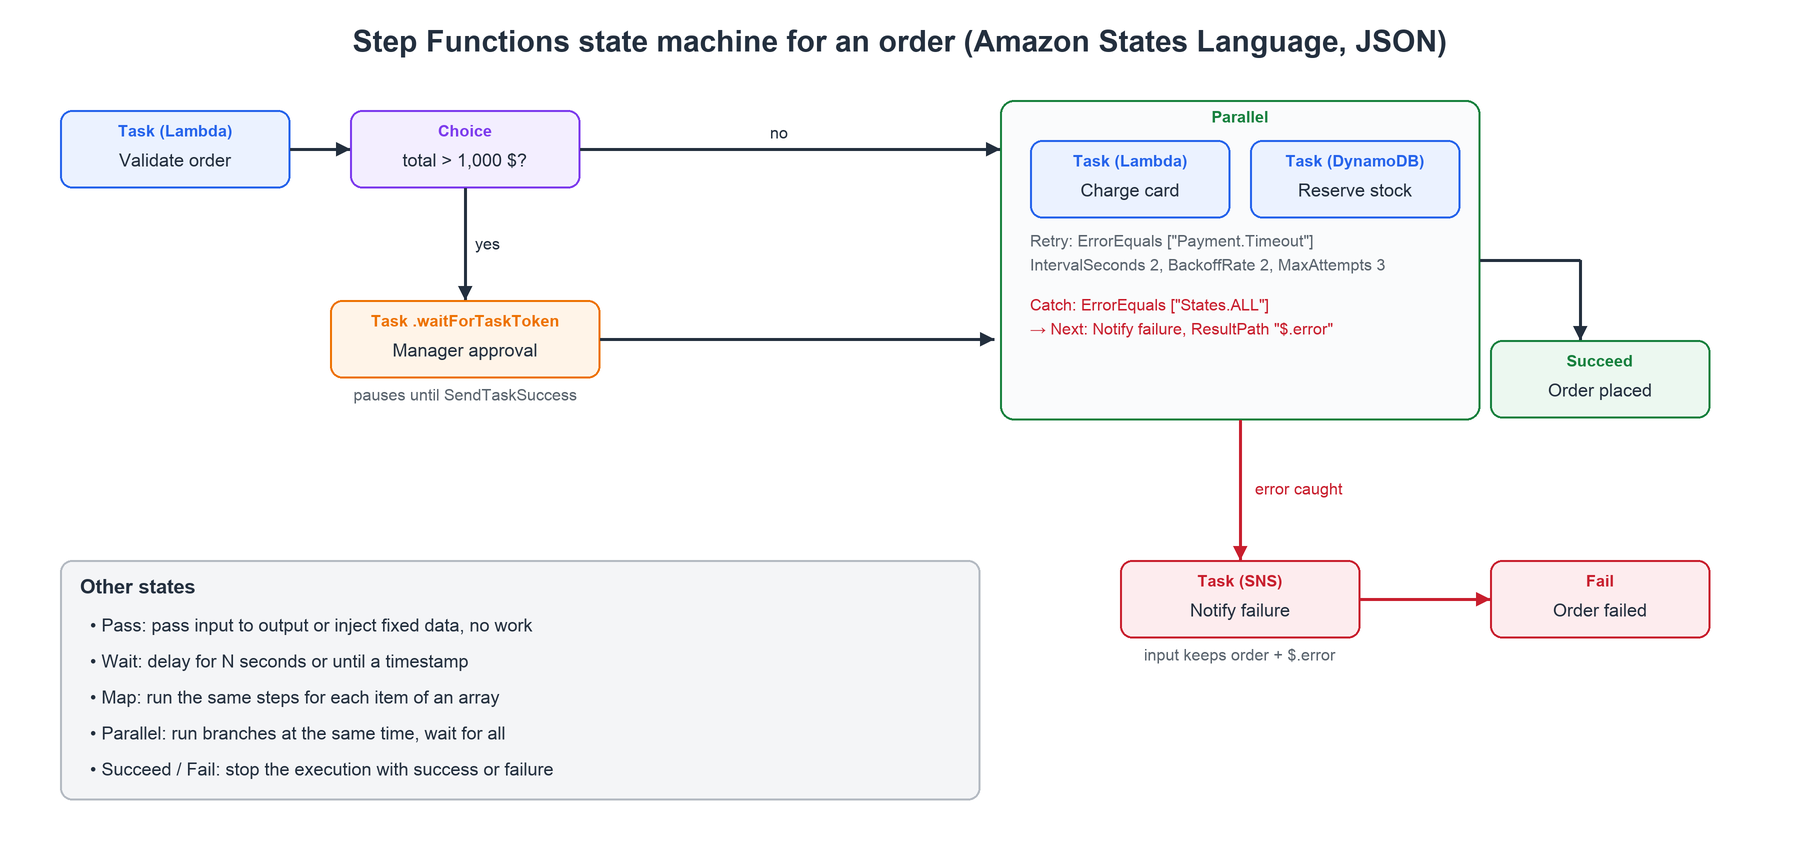 Step Functions state machine for an order (Amazon States Language, JSON)
Task (Lambda)
Validate order
Choice
total > 1,000 $?
no
yes
Task .waitForTaskToken
Manager approval
pauses until SendTaskSuccess
Parallel
Task (Lambda)
Charge card
Task (DynamoDB)
Reserve stock
Retry: ErrorEquals ["Payment.Timeout"]
IntervalSeconds 2, BackoffRate 2, MaxAttempts 3
Catch: ErrorEquals ["States.ALL"]
→ Next: Notify failure, ResultPath "$.error"
Succeed
Order placed
error caught
Task (SNS)
Notify failure
input keeps order + $.error
Fail
Order failed
Other states
• Pass: pass input to output or inject fixed data, no work
• Wait: delay for N seconds or until a timestamp
• Map: run the same steps for each item of an array
• Parallel: run branches at the same time, wait for all
• Succeed / Fail: stop the execution with success or failure